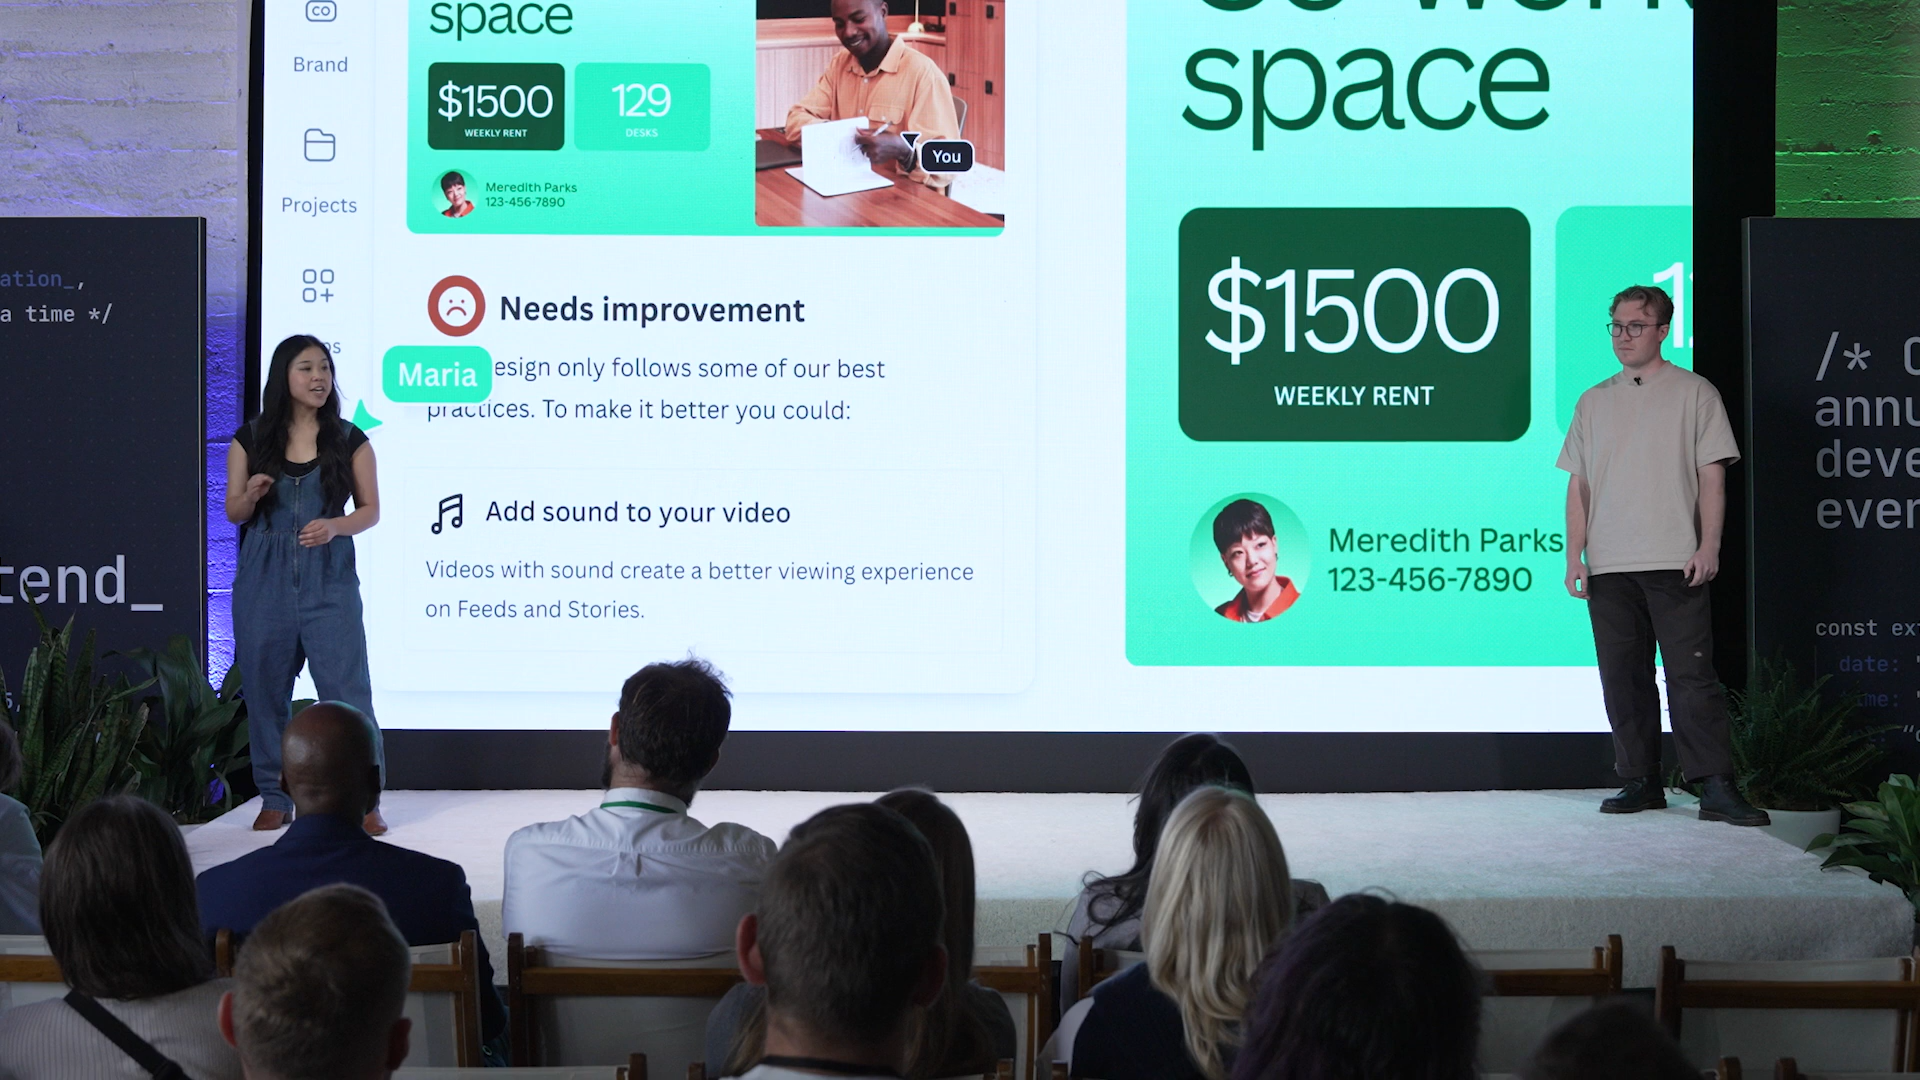 CO
Brand
Projects
space
$1500
WEEKLY RENT
129
DESKS
Meredith Parks
123-456-7890
You
Needs improvement
Maria
esign only follows some of our best
practices. To make it better you could:
Add sound to your video
Videos with sound create a better viewing experience
on Feeds and Stories.
space
$1500
WEEKLY RENT
Meredith Parks
123-456-7890
ation_,
a time */
tend_
/*
annu
deve
ever
const ex
date: